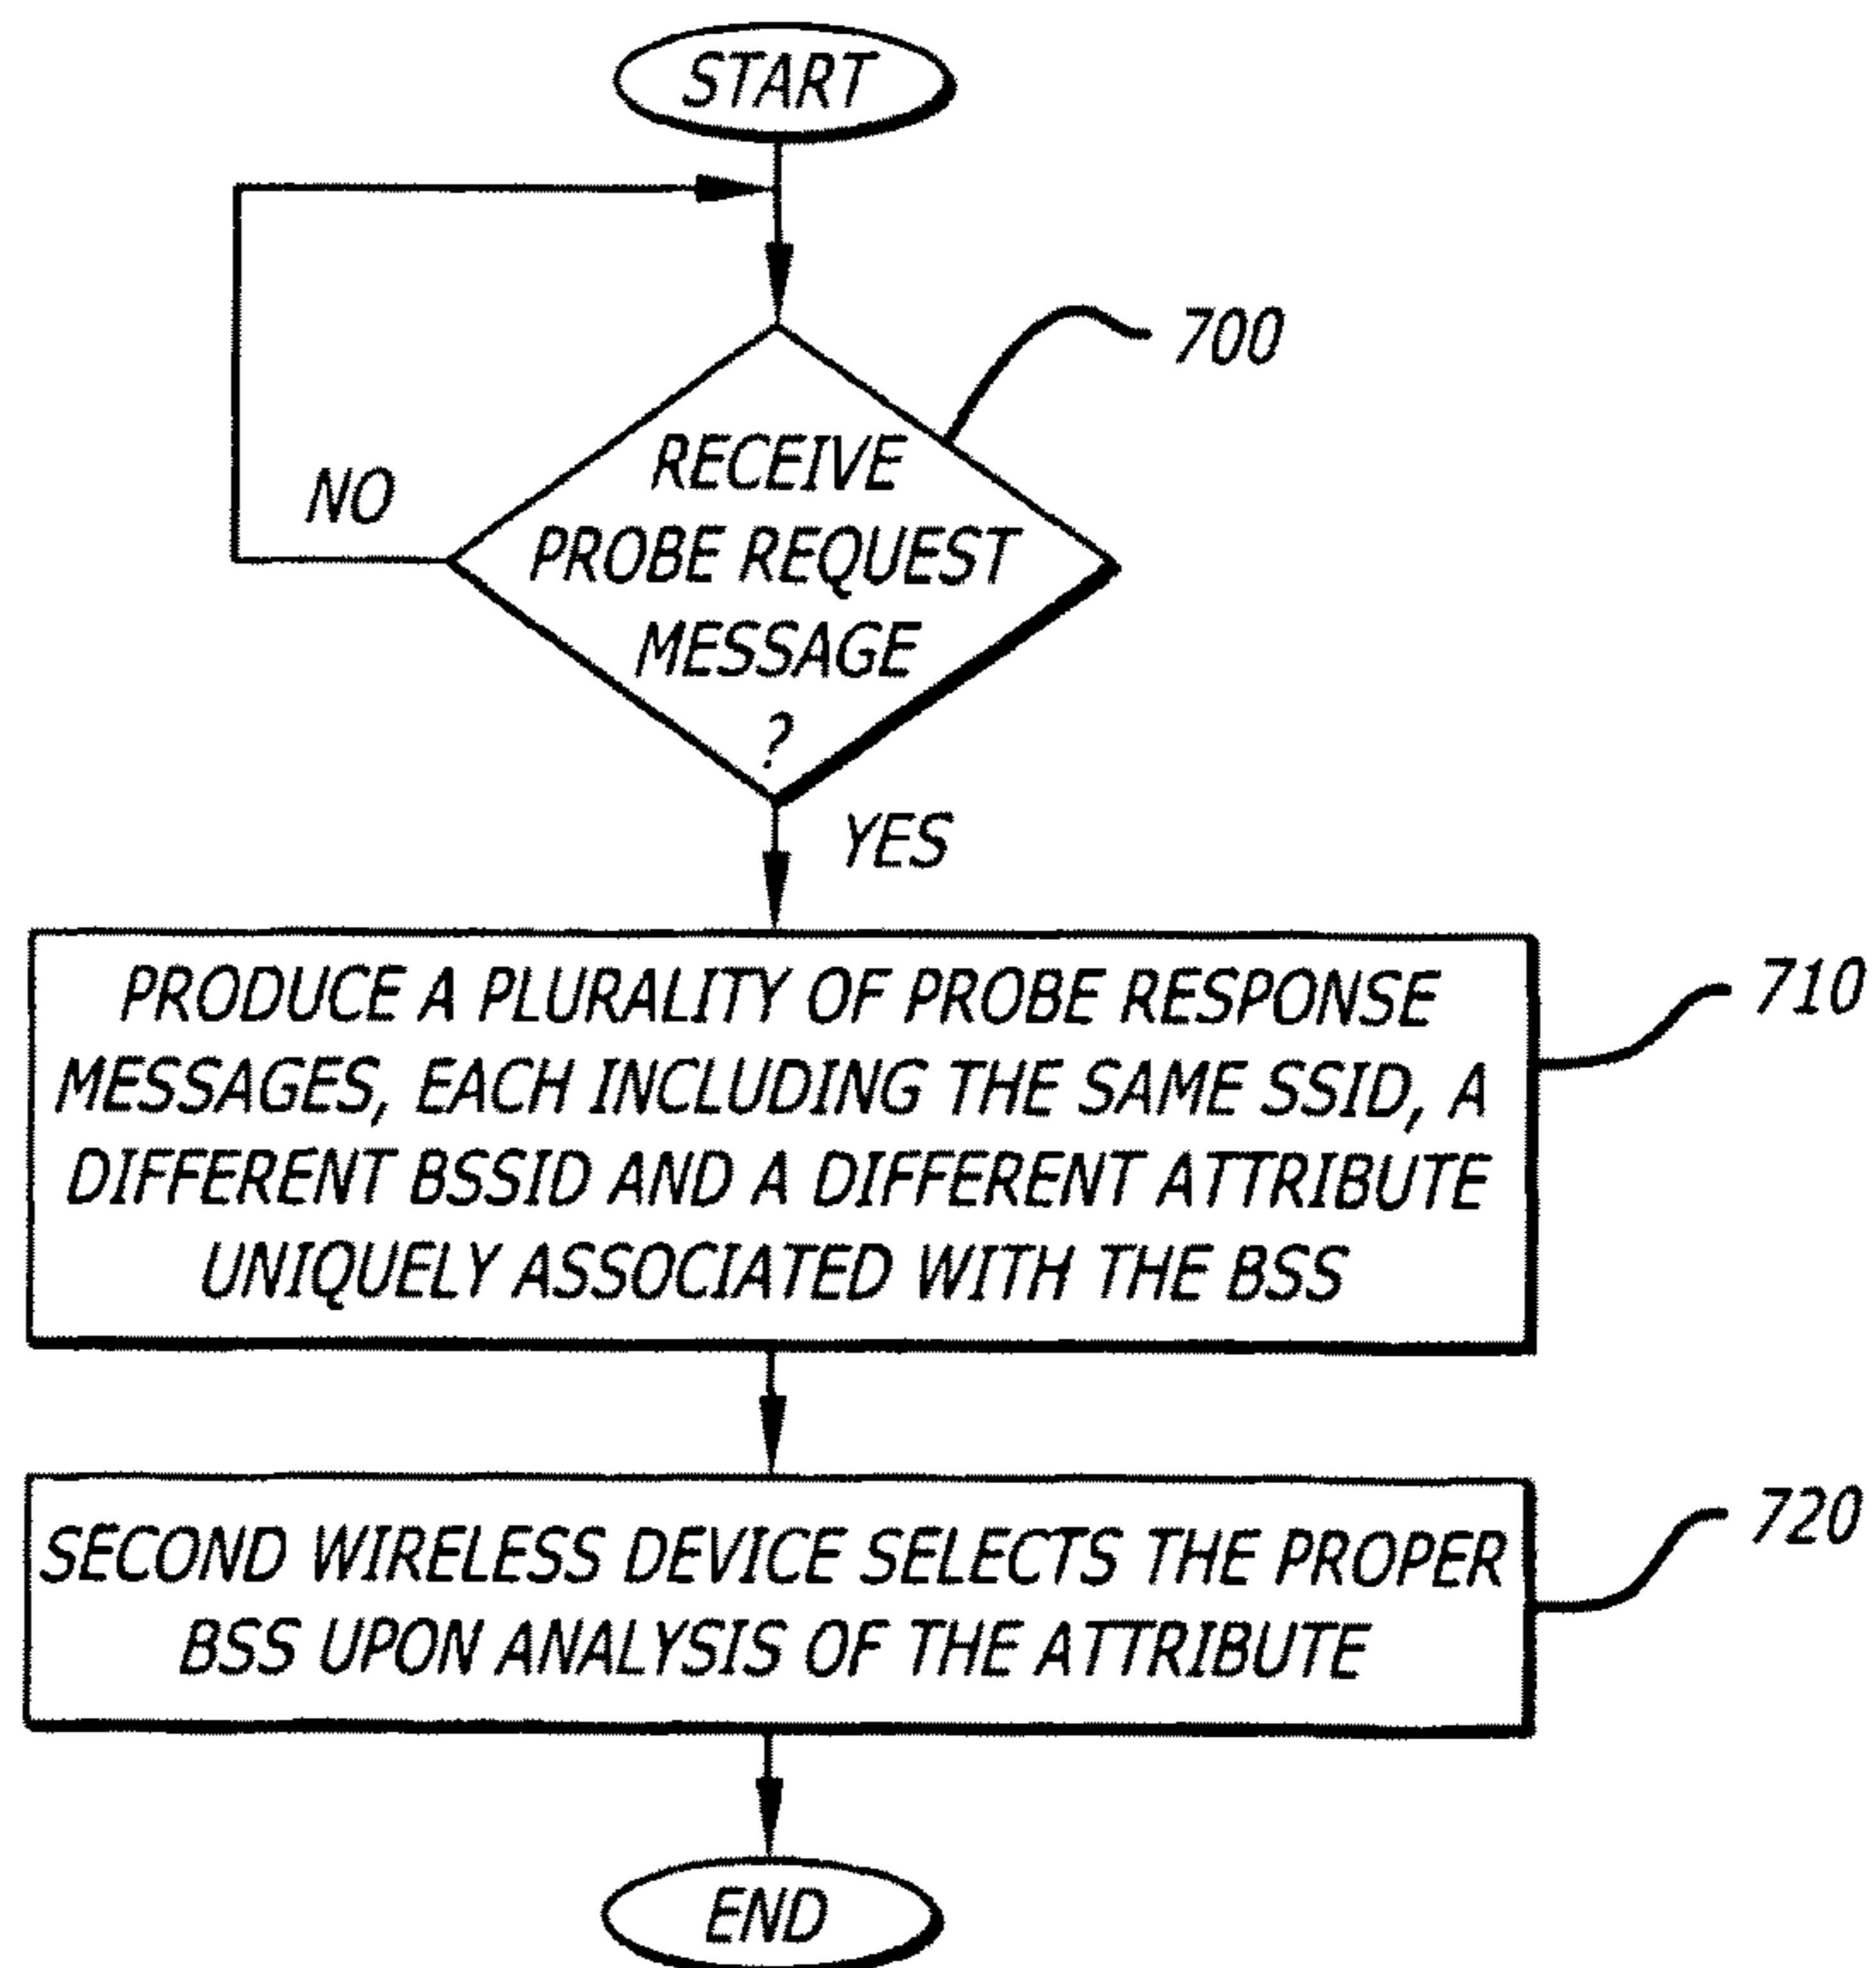 START
700
RECEIVE
PROBE REQUEST
MESSAGE
?
NO
YES
PRODUCE A PLURALITY OF PROBE RESPONSE
MESSAGES, EACH INCLUDING THE SAME SSID, A
DIFFERENT BSSID AND A DIFFERENT ATTRIBUTE
UNIQUELY ASSOCIATED WITH THE BSS
710
SECOND WIRELESS DEVICE SELECTS THE PROPER
BSS UPON ANALYSIS OF THE ATTRIBUTE
720
END